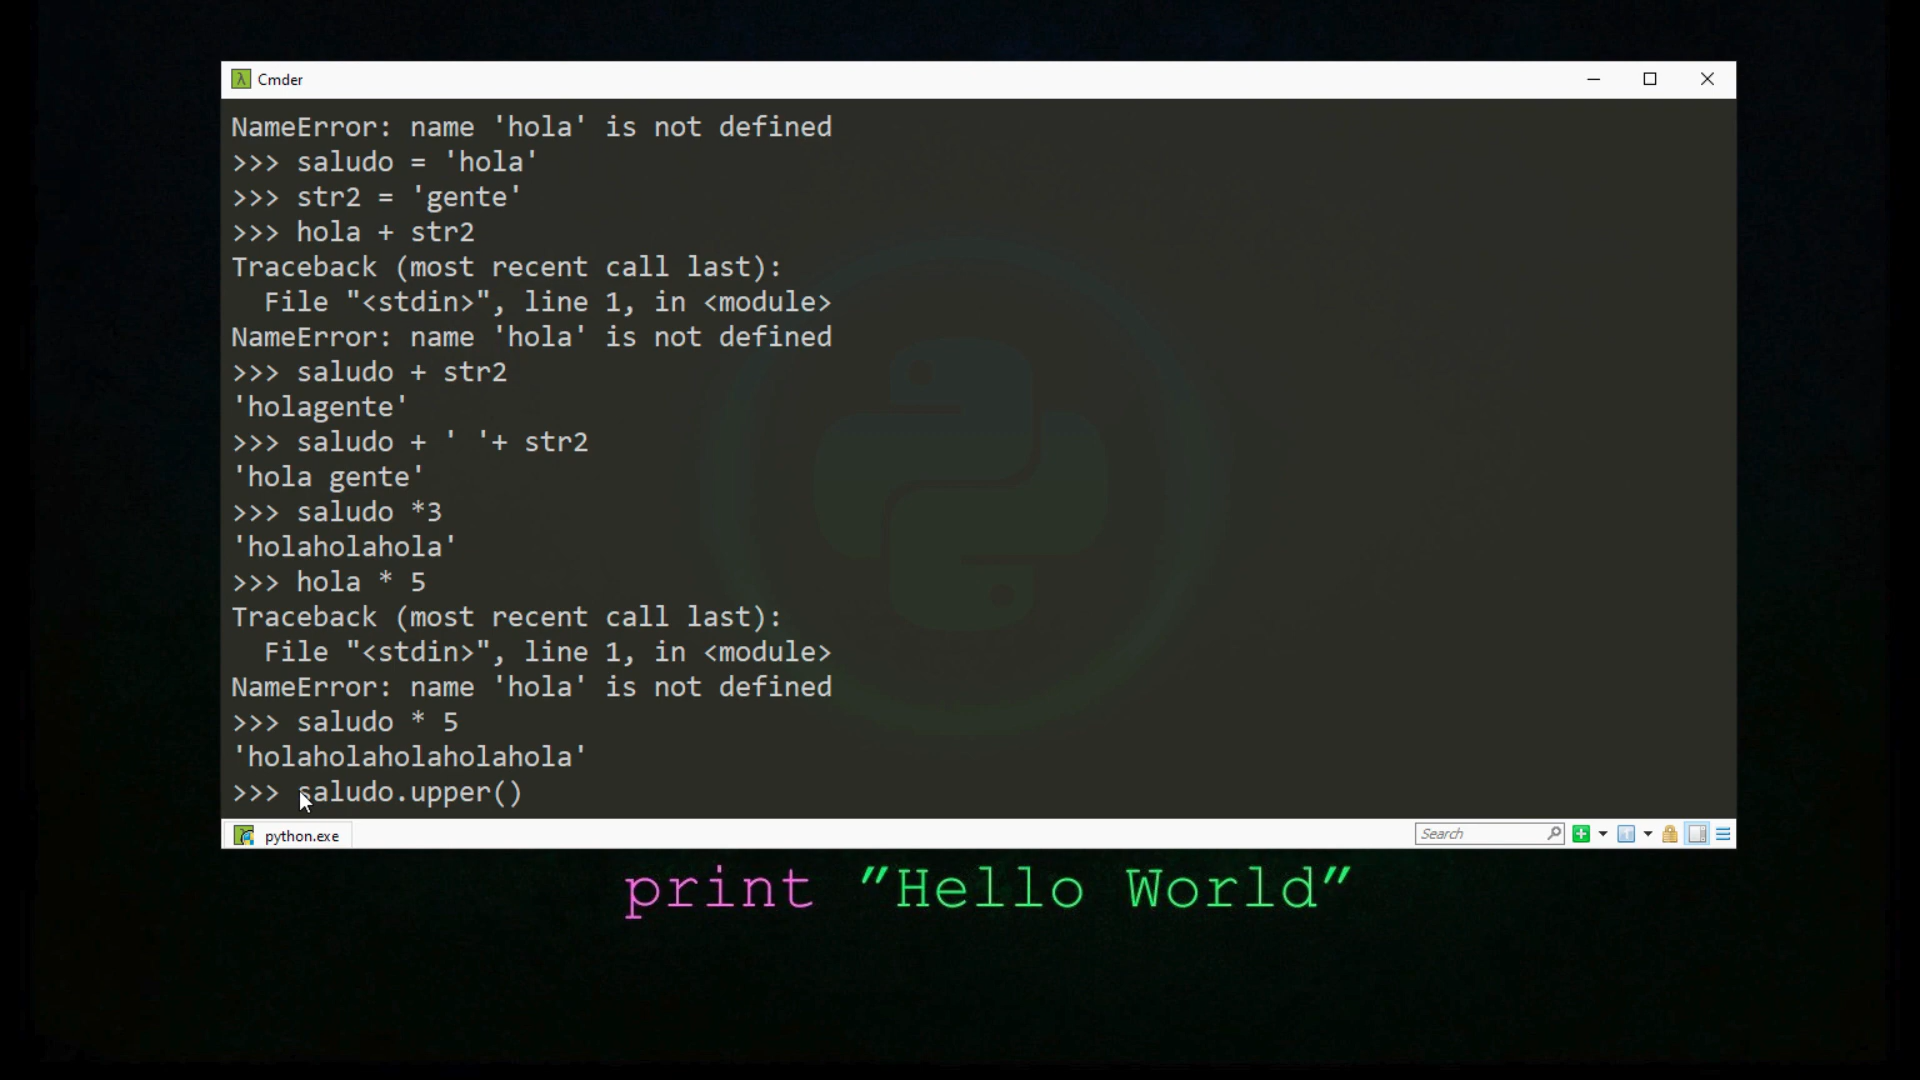 Cmder
NameError: name 'hola' is not defined
>>> saludo = 'hola'
>>> str2 = 'gente'
>>> hola + str2
Traceback (most recent call last):
  File "<stdin>", line 1, in <module>
NameError: name 'hola' is not defined
>>> saludo + str2
'holagente'
>>> saludo + ' '+ str2
'hola gente'
>>> saludo *3
'holaholahola'
>>> hola * 5
Traceback (most recent call last):
  File "<stdin>", line 1, in <module>
NameError: name 'hola' is not defined
>>> saludo * 5
'holaholaholaholahola'
>>> saludo.upper()
python.exe
Search
print "Hello World"